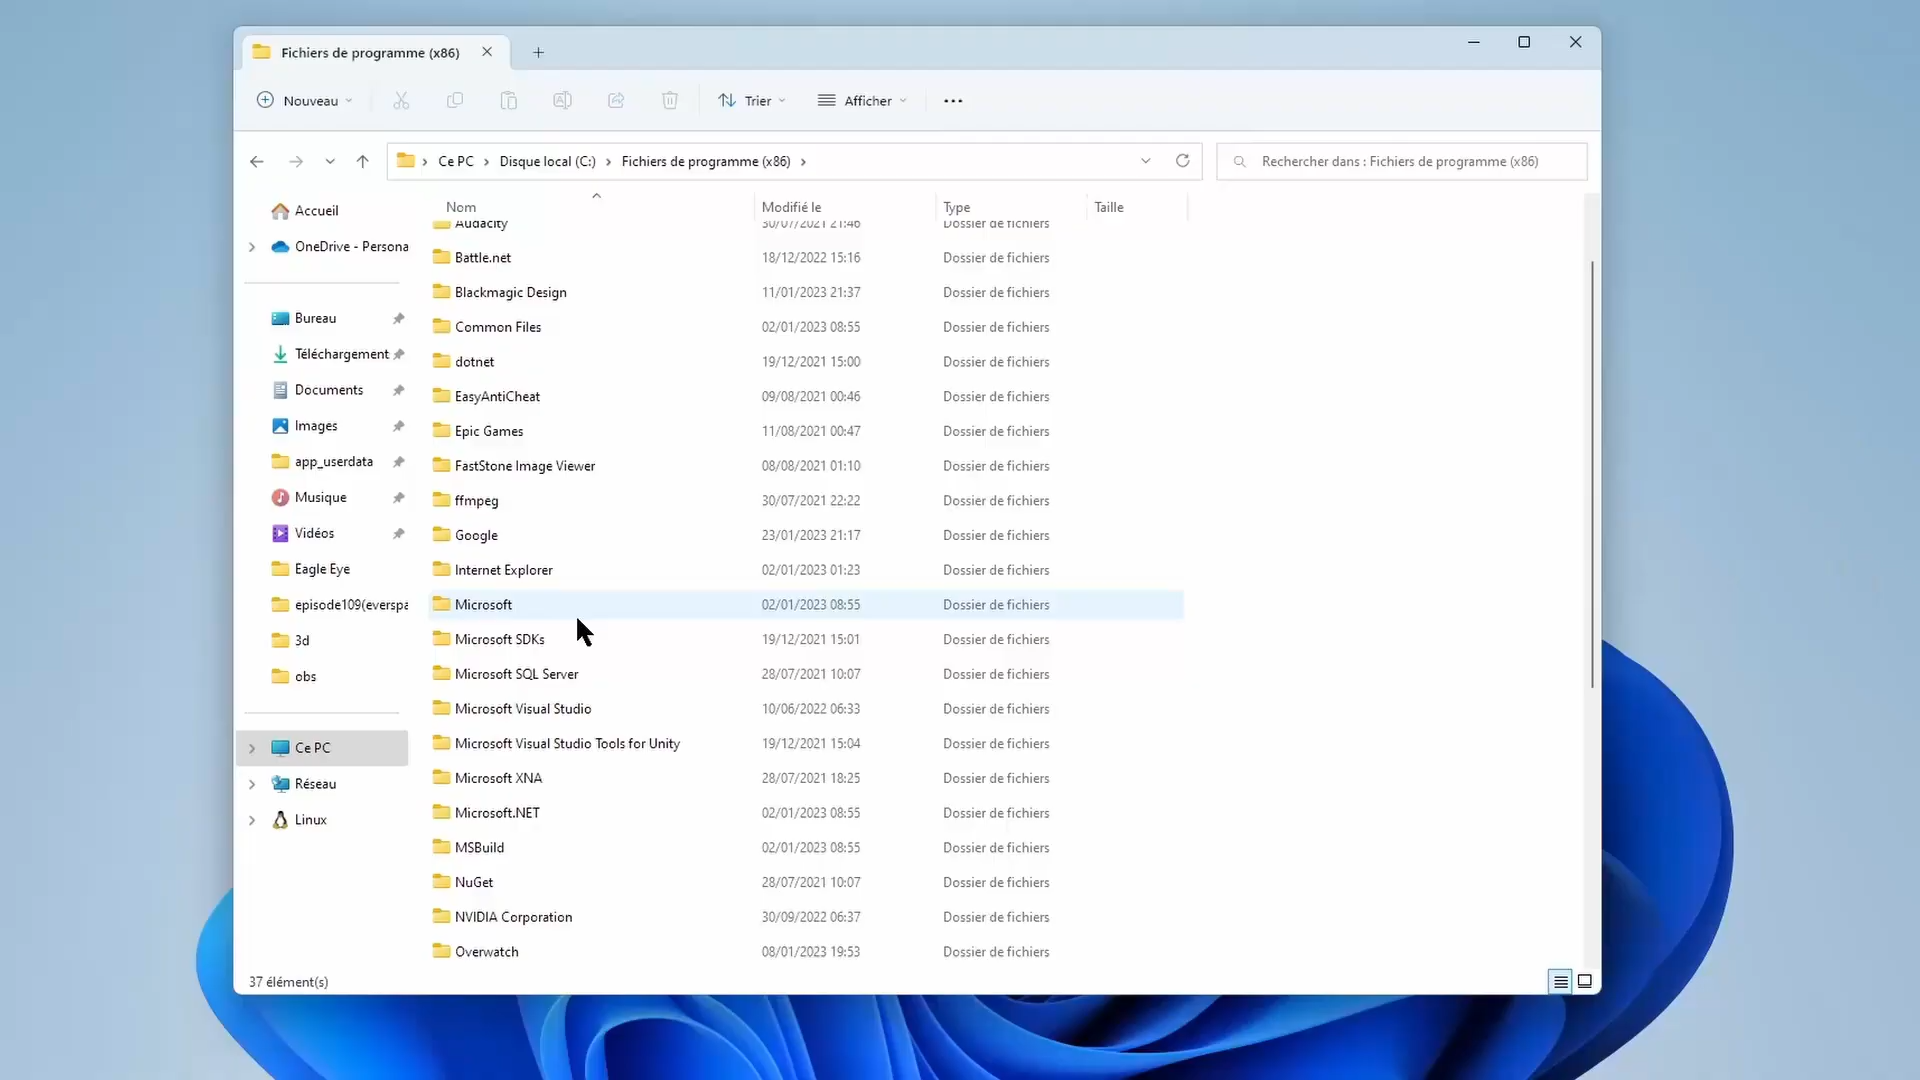 Fichiers de programme (x86)
Nouveau
Trier
Afficher
Ce PC
Disque local (C:)
Fichiers de programme (x86)
Rechercher dans : Fichiers de programme (x86)
Accueil
OneDrive - Persona
Bureau
Téléchargement
Documents
Images
app_userdata
Musique
Vidéos
Eagle Eye
episode109(everspa
3d
obs
Ce PC
Réseau
Linux
Nom Modifié le Type Taille
Audacity 30/07/2021 21:46 Dossier de fichiers
Battle.net 18/12/2022 15:16 Dossier de fichiers
Blackmagic Design 11/01/2023 21:37 Dossier de fichiers
Common Files 02/01/2023 08:55 Dossier de fichiers
dotnet 19/12/2021 15:00 Dossier de fichiers
EasyAntiCheat 09/08/2021 00:46 Dossier de fichiers
Epic Games 11/08/2021 00:47 Dossier de fichiers
FastStone Image Viewer 08/08/2021 01:10 Dossier de fichiers
ffmpeg 30/07/2021 22:22 Dossier de fichiers
Google 23/01/2023 21:17 Dossier de fichiers
Internet Explorer 02/01/2023 01:23 Dossier de fichiers
Microsoft 02/01/2023 08:55 Dossier de fichiers
Microsoft SDKs 19/12/2021 15:01 Dossier de fichiers
Microsoft SQL Server 28/07/2021 10:07 Dossier de fichiers
Microsoft Visual Studio 10/06/2022 06:33 Dossier de fichiers
Microsoft Visual Studio Tools for Unity 19/12/2021 15:04 Dossier de fichiers
Microsoft XNA 28/07/2021 18:25 Dossier de fichiers
Microsoft.NET 02/01/2023 08:55 Dossier de fichiers
MSBuild 02/01/2023 08:55 Dossier de fichiers
NuGet 28/07/2021 10:07 Dossier de fichiers
NVIDIA Corporation 30/09/2022 06:37 Dossier de fichiers
Overwatch 08/01/2023 19:53 Dossier de fichiers
37 élément(s)